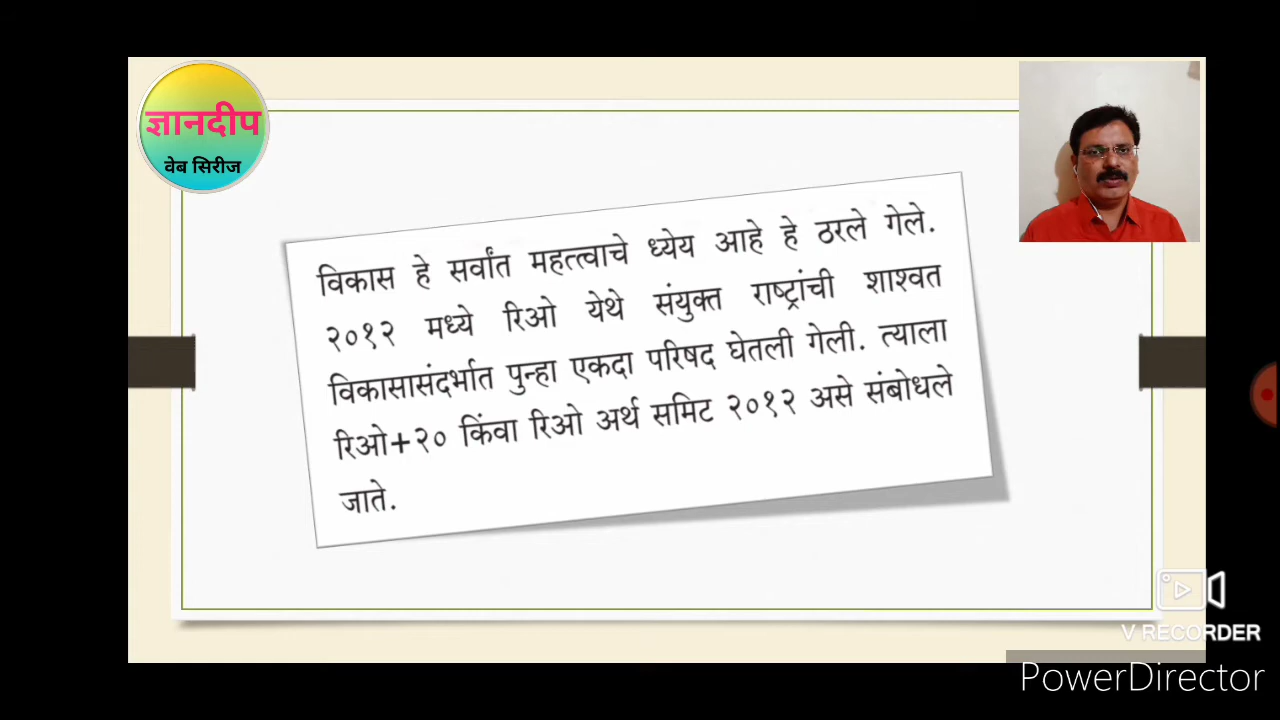 ज्ञानदीप
वेब सिरीज
विकास हे सर्वांत महत्त्वाचे ध्येय आहे हे ठरले गेले.
२०१२ मध्ये रिओ येथे संयुक्त राष्ट्रांची शाश्वत
विकासासंदर्भात पुन्हा एकदा परिषद घेतली गेली. त्याला
रिओ+२० किंवा रिओ अर्थ समिट २०१२ असे संबोधले
जाते.
V RECORDER
PowerDirector